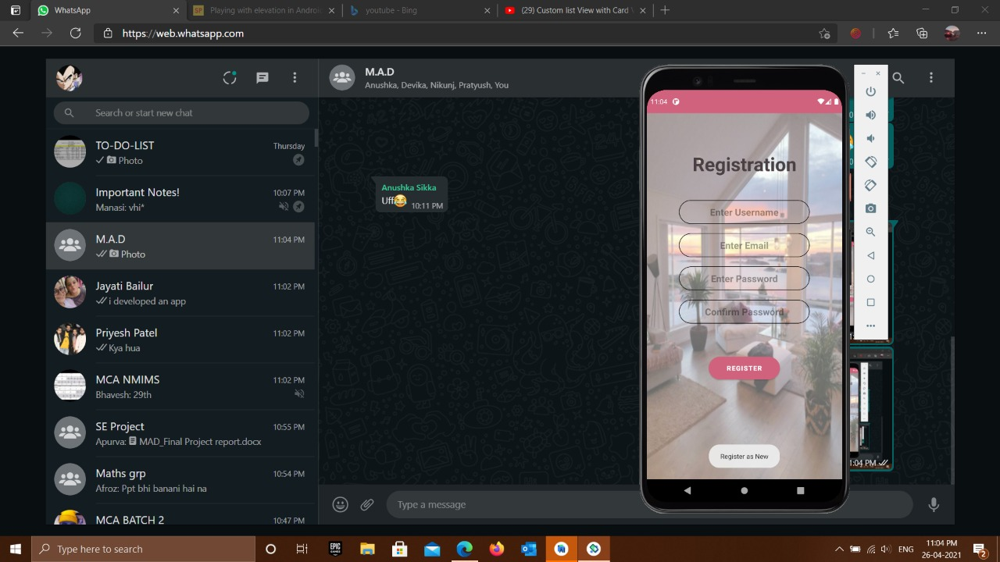 WhatsApp
SP
Playing with elevation in Androi
youtube - Bing
(29) Custom list View with Card V
https://web.whatsapp.com
M.A.D
Anushka, Devika, Nikunj, Pratyush, You
Search or start new chat
TO-DO-LIST
Thursday
Photo
Important Notes!
10:07 PM
Manasi: vhi*
M.A.D
11:04 PM
Photo
Jayati Bailur
11:02 PM
i developed an app
Priyesh Patel
11:02 PM
Kya hua
MCA NMIMS
11:02 PM
Bhavesh: 29th
SE Project
10:55 PM
Apurva: MAD_Final Project report.docx
Maths grp
10:54 PM
Afroz: Ppt bhi banani hai na
MCA BATCH 2
10:47 PM
Anushka Sikka
Uff😂
10:11 PM
11:04
Registration
Enter Username
Enter Email
Enter Password
Confirm Password
REGISTER
Register as New
1:04 PM
Type a message
Type here to search
EPIC GAMES
ENG
11:04 PM
26-04-2021
2